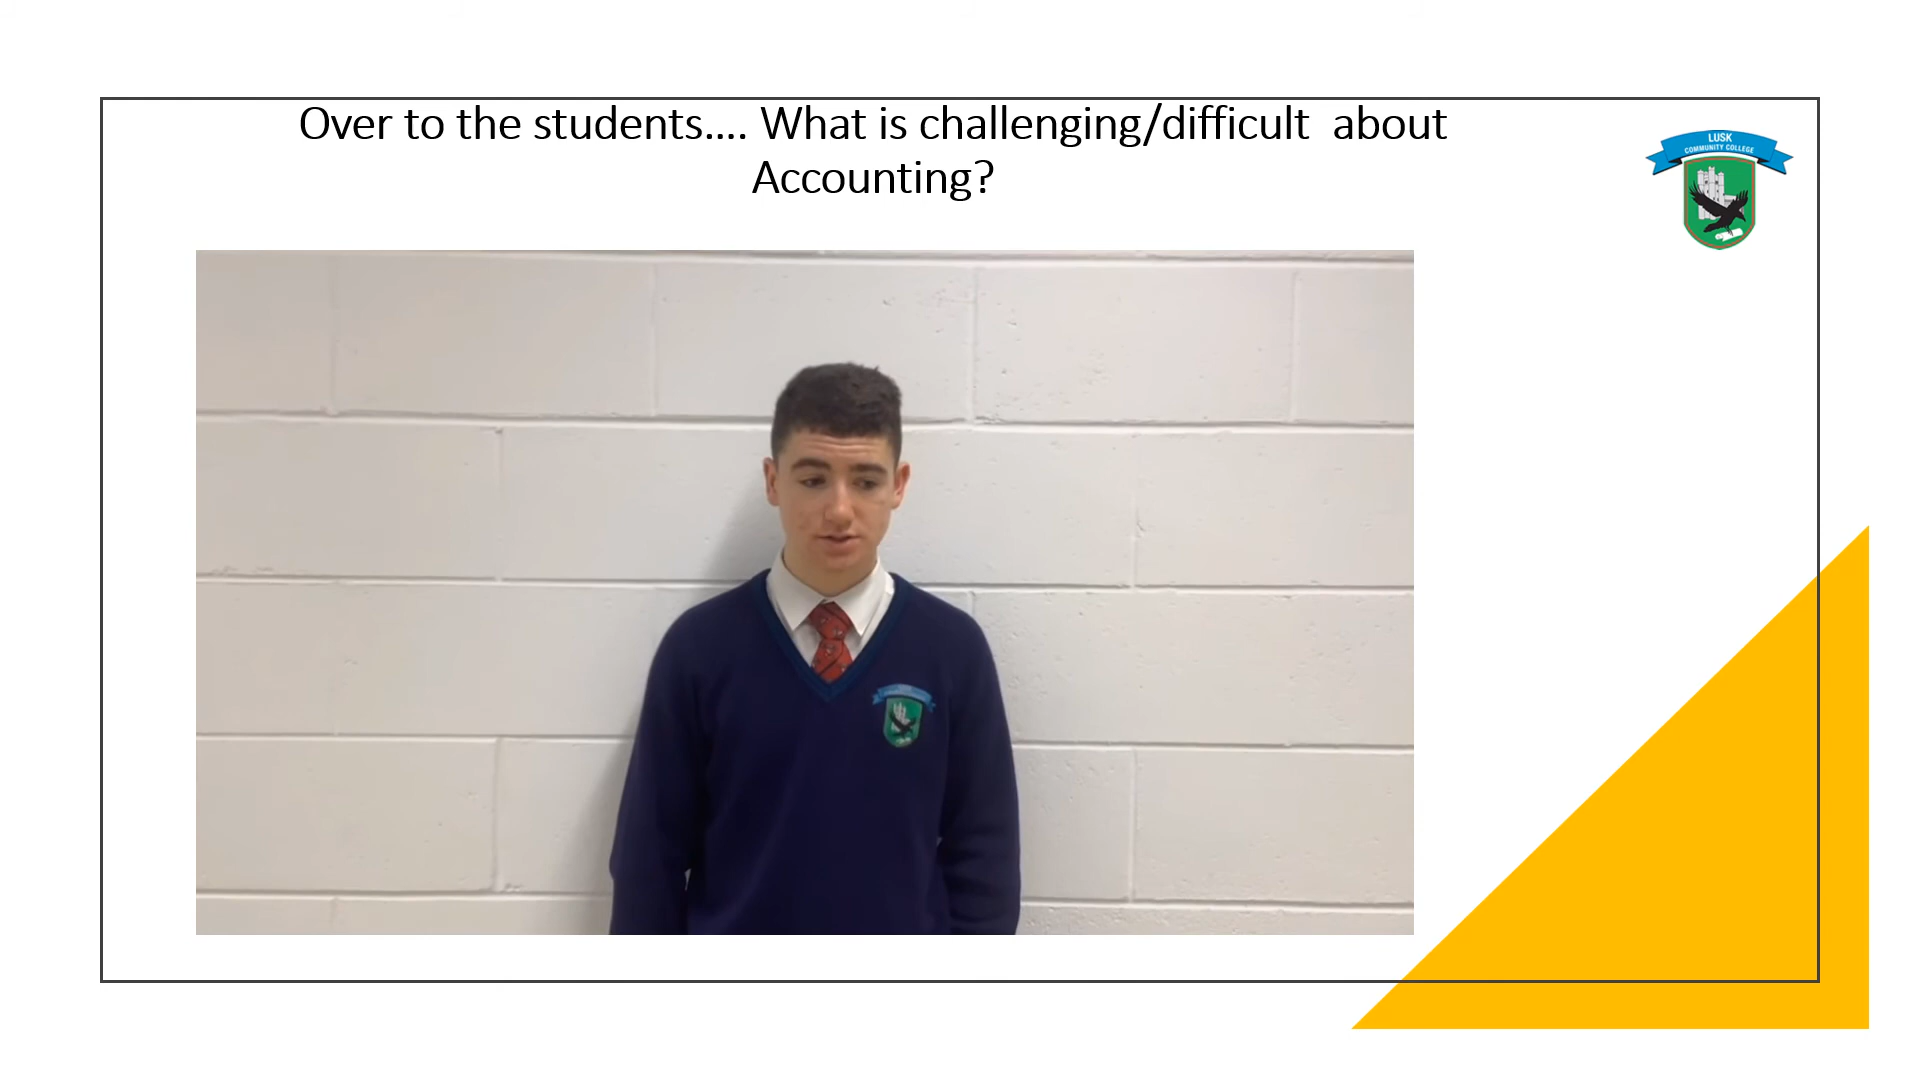 Over to the students.... What is challenging/difficult  about
Accounting?
LUSK
COMMUNITY COLLEGE